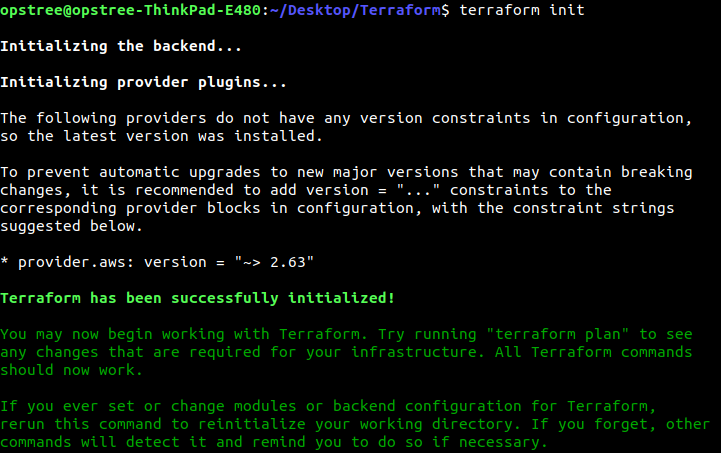 opstree@opstree-ThinkPad-E480:~/Desktop/Terraform$ terraform init
Initializing the backend...
Initializing provider plugins...
The following providers do not have any version constraints in configuration,
so the latest version was installed.
To prevent automatic upgrades to new major versions that may contain breaking
changes, it is recommended to add version = "..." constraints to the
corresponding provider blocks in configuration, with the constraint strings
suggested below.
* provider.aws: version = "~> 2.63"
Terraform has been successfully initialized!
You may now begin working with Terraform. Try running "terraform plan" to see
any changes that are required for your infrastructure. All Terraform commands
should now work.
If you ever set or change modules or backend configuration for Terraform,
rerun this command to reinitialize your working directory. If you forget, other
commands will detect it and remind you to do so if necessary.